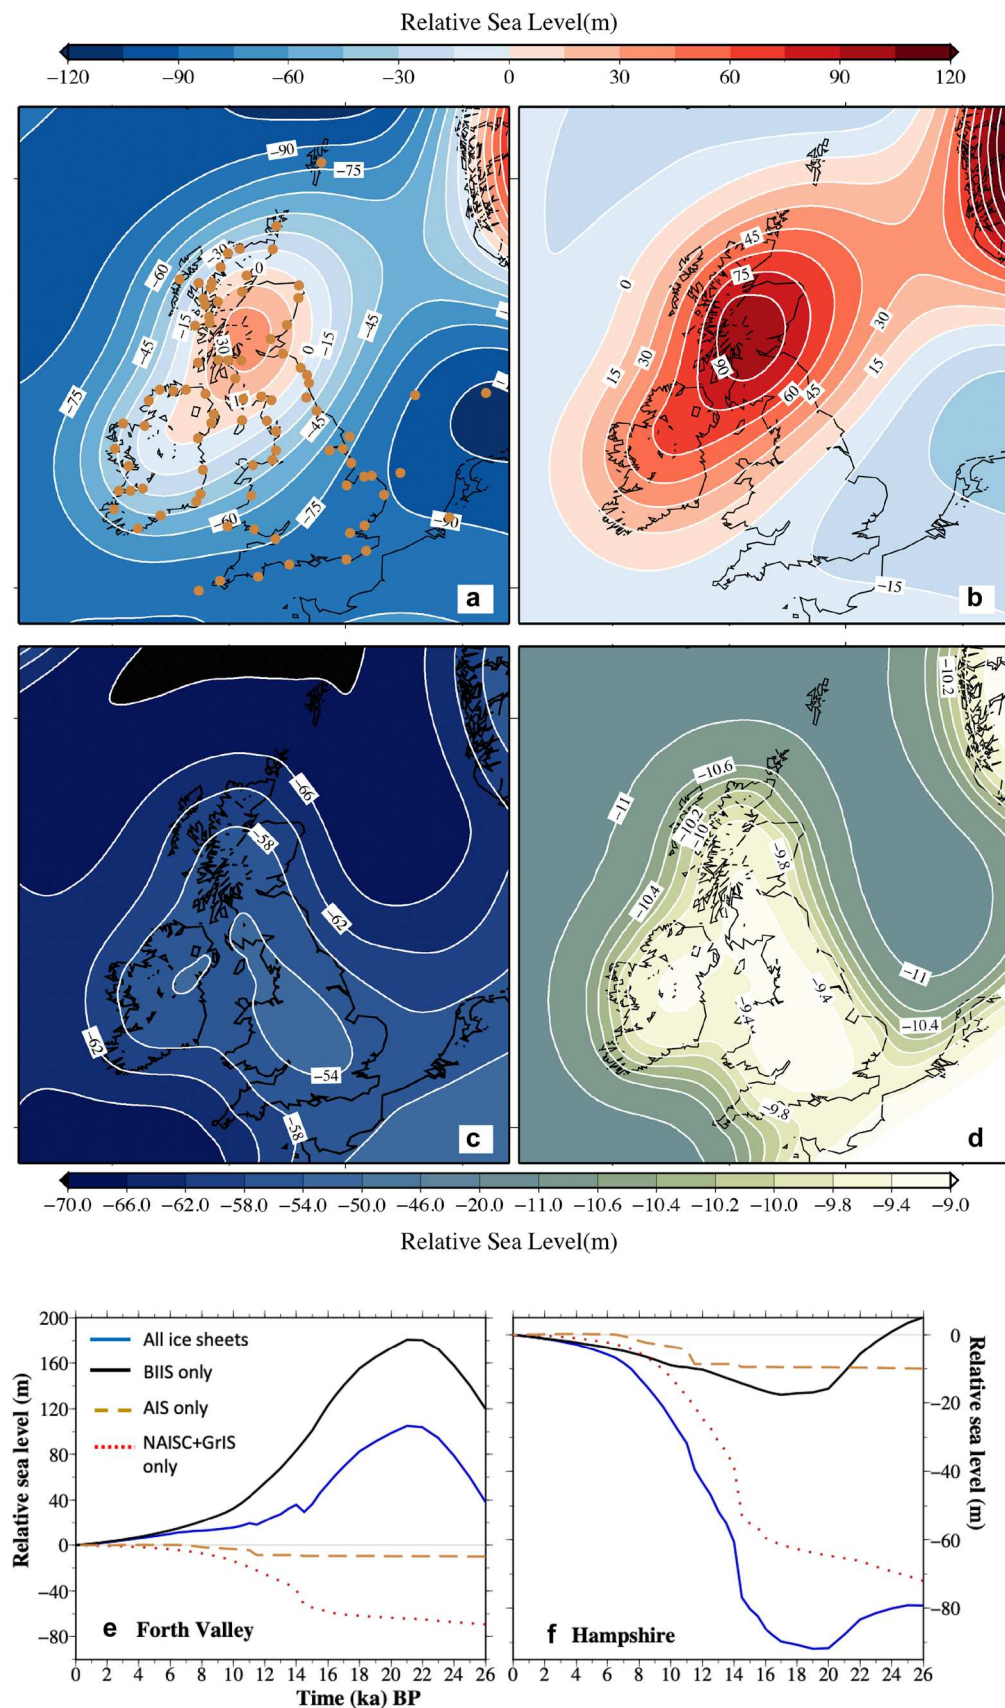 Relative Sea Level(m)
−120 −90 −60 −30 0 30 60 90 120
−90
−75
−60
−30
0
−15
−45
30
0
−15
−45
−75
−45
−60
−75
−90
a
45
75
0
30
15
30
15
90
60
45
−15
b
−66
−58
−62
−62
−54
−58
c
−10.2
−10.6
−11
−10.2
−10
−9.8
−10.4
−11
−9.4
−9.4
−10.4
−9.8
d
−70.0 −66.0 −62.0 −58.0 −54.0 −50.0 −46.0 −20.0 −11.0 −10.6 −10.4 −10.2 −10.0 −9.8 −9.4 −9.0
Relative Sea Level(m)
Relative sea level (m)
200
160
120
80
40
0
−40
−80
All ice sheets
BIIS only
AIS only
NAISC+GrIS
only
e Forth Valley
0 2 4 6 8 10 12 14 16 18 20 22 24 26
Time (ka) BP
0
−20
−40
−60
−80
Relative sea level (m)
f Hampshire
0 2 4 6 8 10 12 14 16 18 20 22 24 26